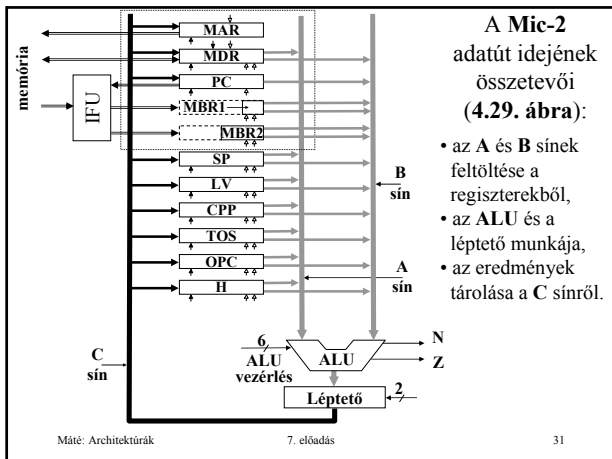 MAR
MDR
PC
MBR1
MBR2
SP
LV
CPP
TOS
OPC
H
memória
IFU
B
sín
A
sín
C
sín
6
ALU
vezérlés
ALU
N
Z
Léptető
2
A Mic-2
adatút idejének
összetevői
(4.29. ábra):
• az A és B sínek
feltöltése a
regiszterekből,
• az ALU és a
léptető munkája,
• az eredmények
tárolása a C sínről.
Máté: Architektúrák
7. előadás
31